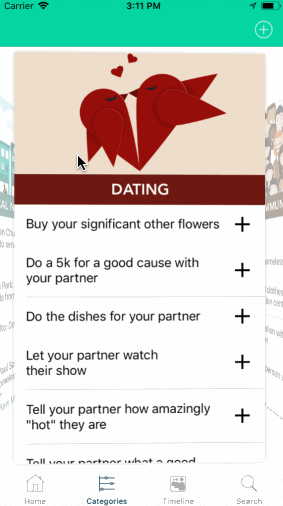 Carrier 3:11 PM
DATING
Buy your significant other flowers
Do a 5k for a good cause with
your partner
Do the dishes for your partner
Let your partner watch
their show
Tell your partner how amazingly
"hot" they are
Tell your partner what a good
Home Categories Timeline Search